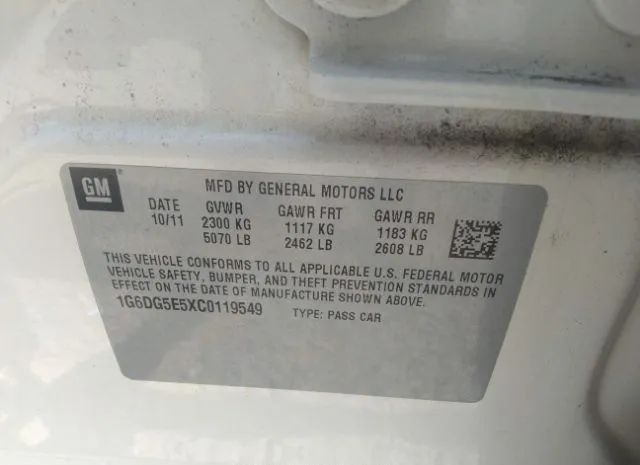 GM
MFD BY GENERAL MOTORS LLC
DATE GVWR GAWR FRT GAWR RR
10/11 2300 KG 1117 KG 1183 KG
5070 LB 2462 LB 2608 LB
THIS VEHICLE CONFORMS TO ALL APPLICABLE U.S. FEDERAL MOTOR
VEHICLE SAFETY, BUMPER, AND THEFT PREVENTION STANDARDS IN
EFFECT ON THE DATE OF MANUFACTURE SHOWN ABOVE.
1G6DG5E5XC0119549 TYPE: PASS CAR